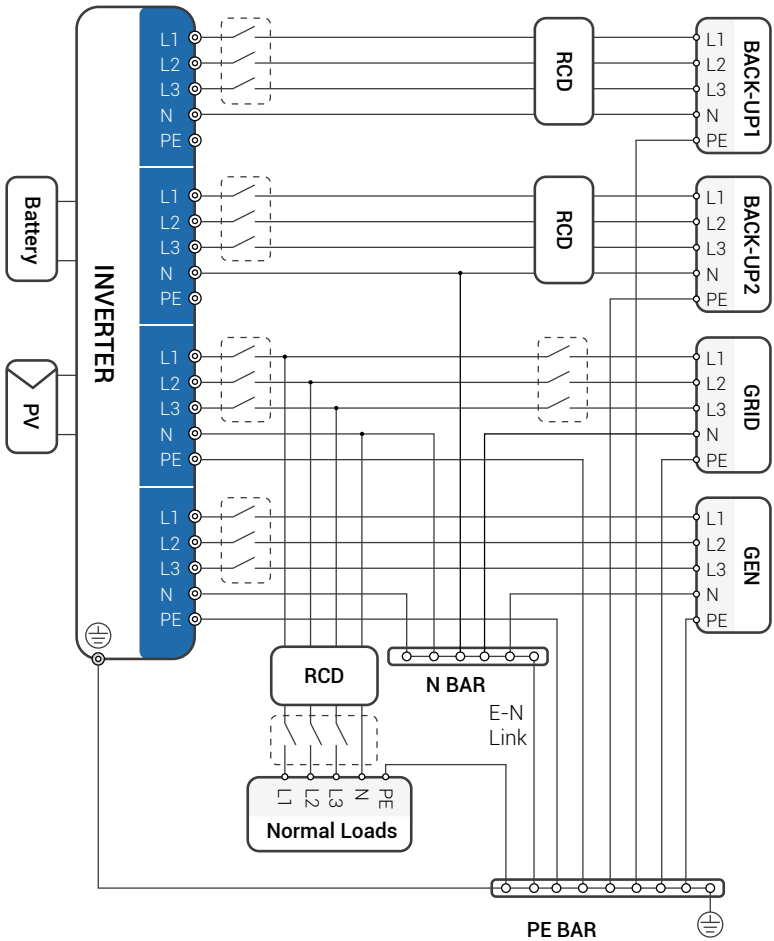 L1
L2
L3
N
PE
RCD
L1
L2
L3
N
PE
BACK-UP1
L1
L2
L3
N
PE
RCD
L1
L2
L3
N
PE
BACK-UP2
Battery
INVERTER
PV
L1
L2
L3
N
PE
L1
L2
L3
N
PE
GRID
L1
L2
L3
N
PE
L1
L2
L3
N
PE
GEN
RCD
N BAR
E-N
Link
L1
L2
L3
N
PE
Normal Loads
PE BAR